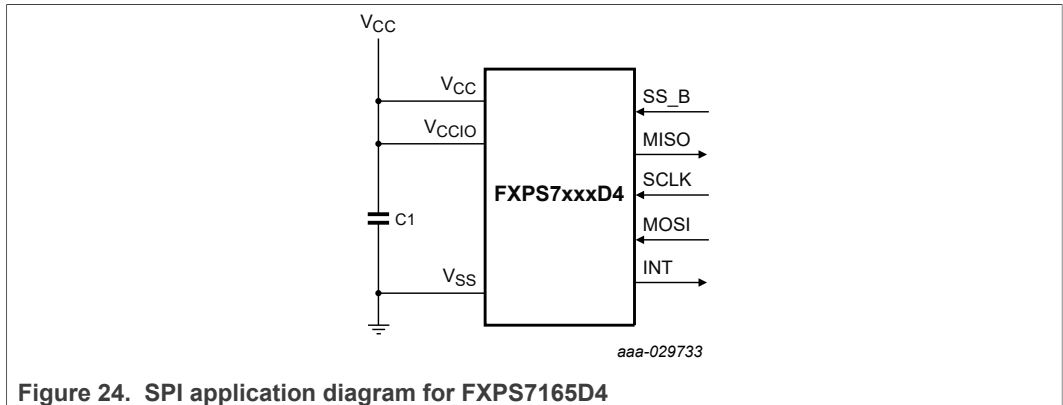 VCC
VCC
SS_B
VCCIO
MISO
SCLK
FXPS7xxxD4
C1
MOSI
VSS
INT
aaa-029733
Figure 24. SPI application diagram for FXPS7165D4